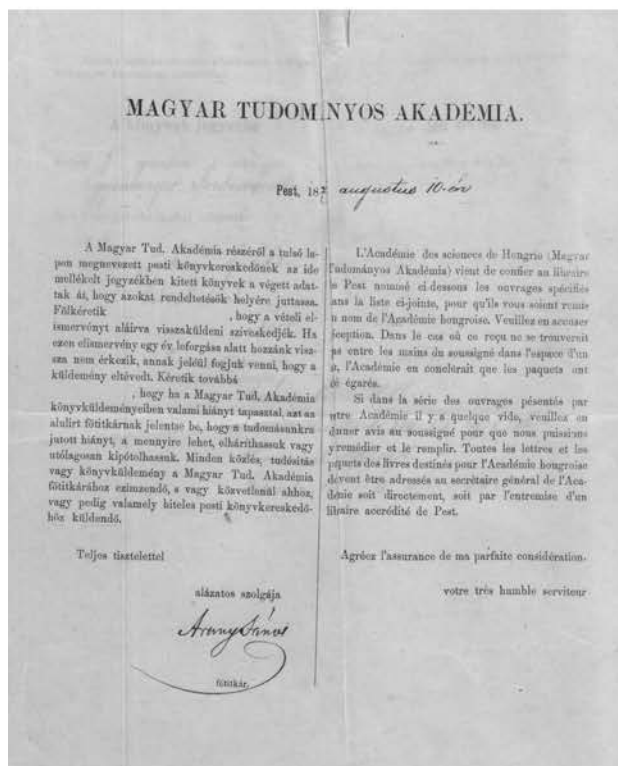 MAGYAR TUDOMÁNYOS AKADÉMIA.
Pest, 187 augustus 10-én
A Magyar Tud. Akadémia részéről a tulsó la-
pon megnevezett pesti könyvkereskedőnek az ide
mellékelt jegyzékben kitett könyvek a végett adat-
tak át, hogy azokat rendeltetésök helyére juttassa.
Fölkéretik , hogy a vételi el-
ismervényt aláirva visszaküldeni sziveskedjék. Ha
ezen elismervény egy év leforgása alatt hozzánk visz-
sza nem érkezik, annak jeléül fogjuk venni, hogy a
küldemény eltévedt. Kéretik továbbá
, hogy ha a Magyar Tud. Akadémia
könyvküldeményeiben valami hiányt tapasztal, azt az
alulirt főtitkárnak jelentse be, hogy a tudomásunkra
jutott hiányt, a mennyire lehet, elháríthassuk vagy
utólagosan kipótolhassuk. Minden közlés, tudósítás
vagy könyvküldemény a Magyar Tud. Akadémia
főtitkárához czimzendő, s vagy közvetlenül ahhoz,
vagy pedig valamely hiteles pesti könyvkereskedő-
höz küldendő.
Teljes tisztelettel
alázatos szolgája
Arany János
főtitkár.
L'Académie des sciences de Hongrie (Magyar
Tudományos Akadémia) vient de confier au libraire
de Pest nommé ci-dessous les ouvrages spécifiés
dans la liste ci-jointe, pour qu'ils vous soient remis
au nom de l'Académie hongroise. Veuillez en accuser
réception. Dans le cas où ce reçu ne se trouverait
pas entre les mains du soussigné dans l'espace d'un
an, l'Académie en conclûrait que les paquets ont
été égarés.
Si dans la série des ouvrages pésentés par
notre Académie il y a quelque vide, veuillez en
donner avis au soussigné pour que nous puissions
y remédier et le remplir. Toutes les lettres et les
paquets des livres destinés pour l'Académie hongroise
devront être adressés au secrétaire général de l'Aca-
démie soit directement, soit par l'entremise d'un
libraire accrédité de Pest.
Agréez l'assurance de ma parfaite considération.
votre très humble serviteur